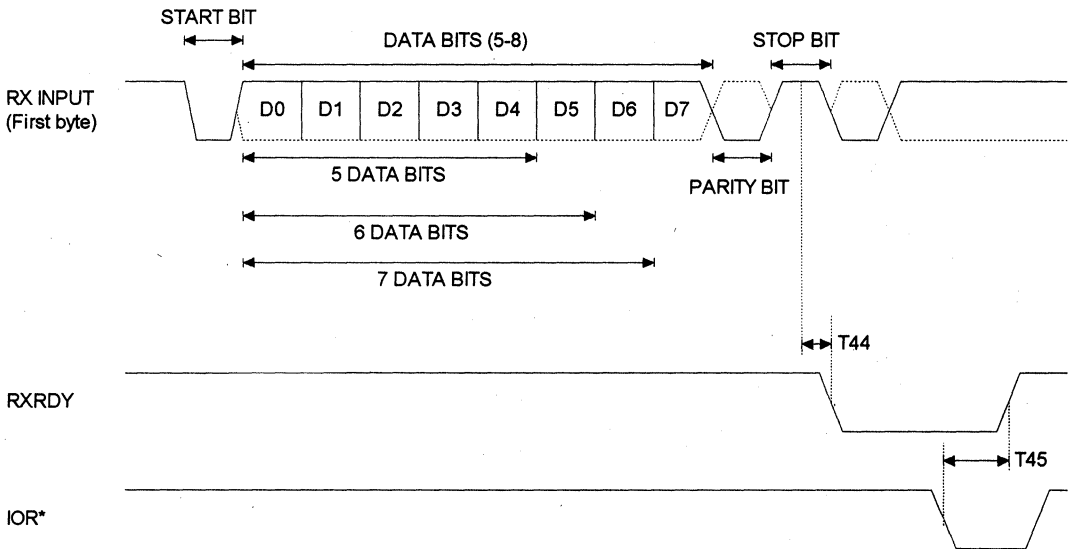 START BIT
DATA BITS (5-8)
STOP BIT
RX INPUT
(First byte)
D0 D1 D2 D3 D4 D5 D6 D7
5 DATA BITS
PARITY BIT
6 DATA BITS
7 DATA BITS
T44
RXRDY
T45
IOR*